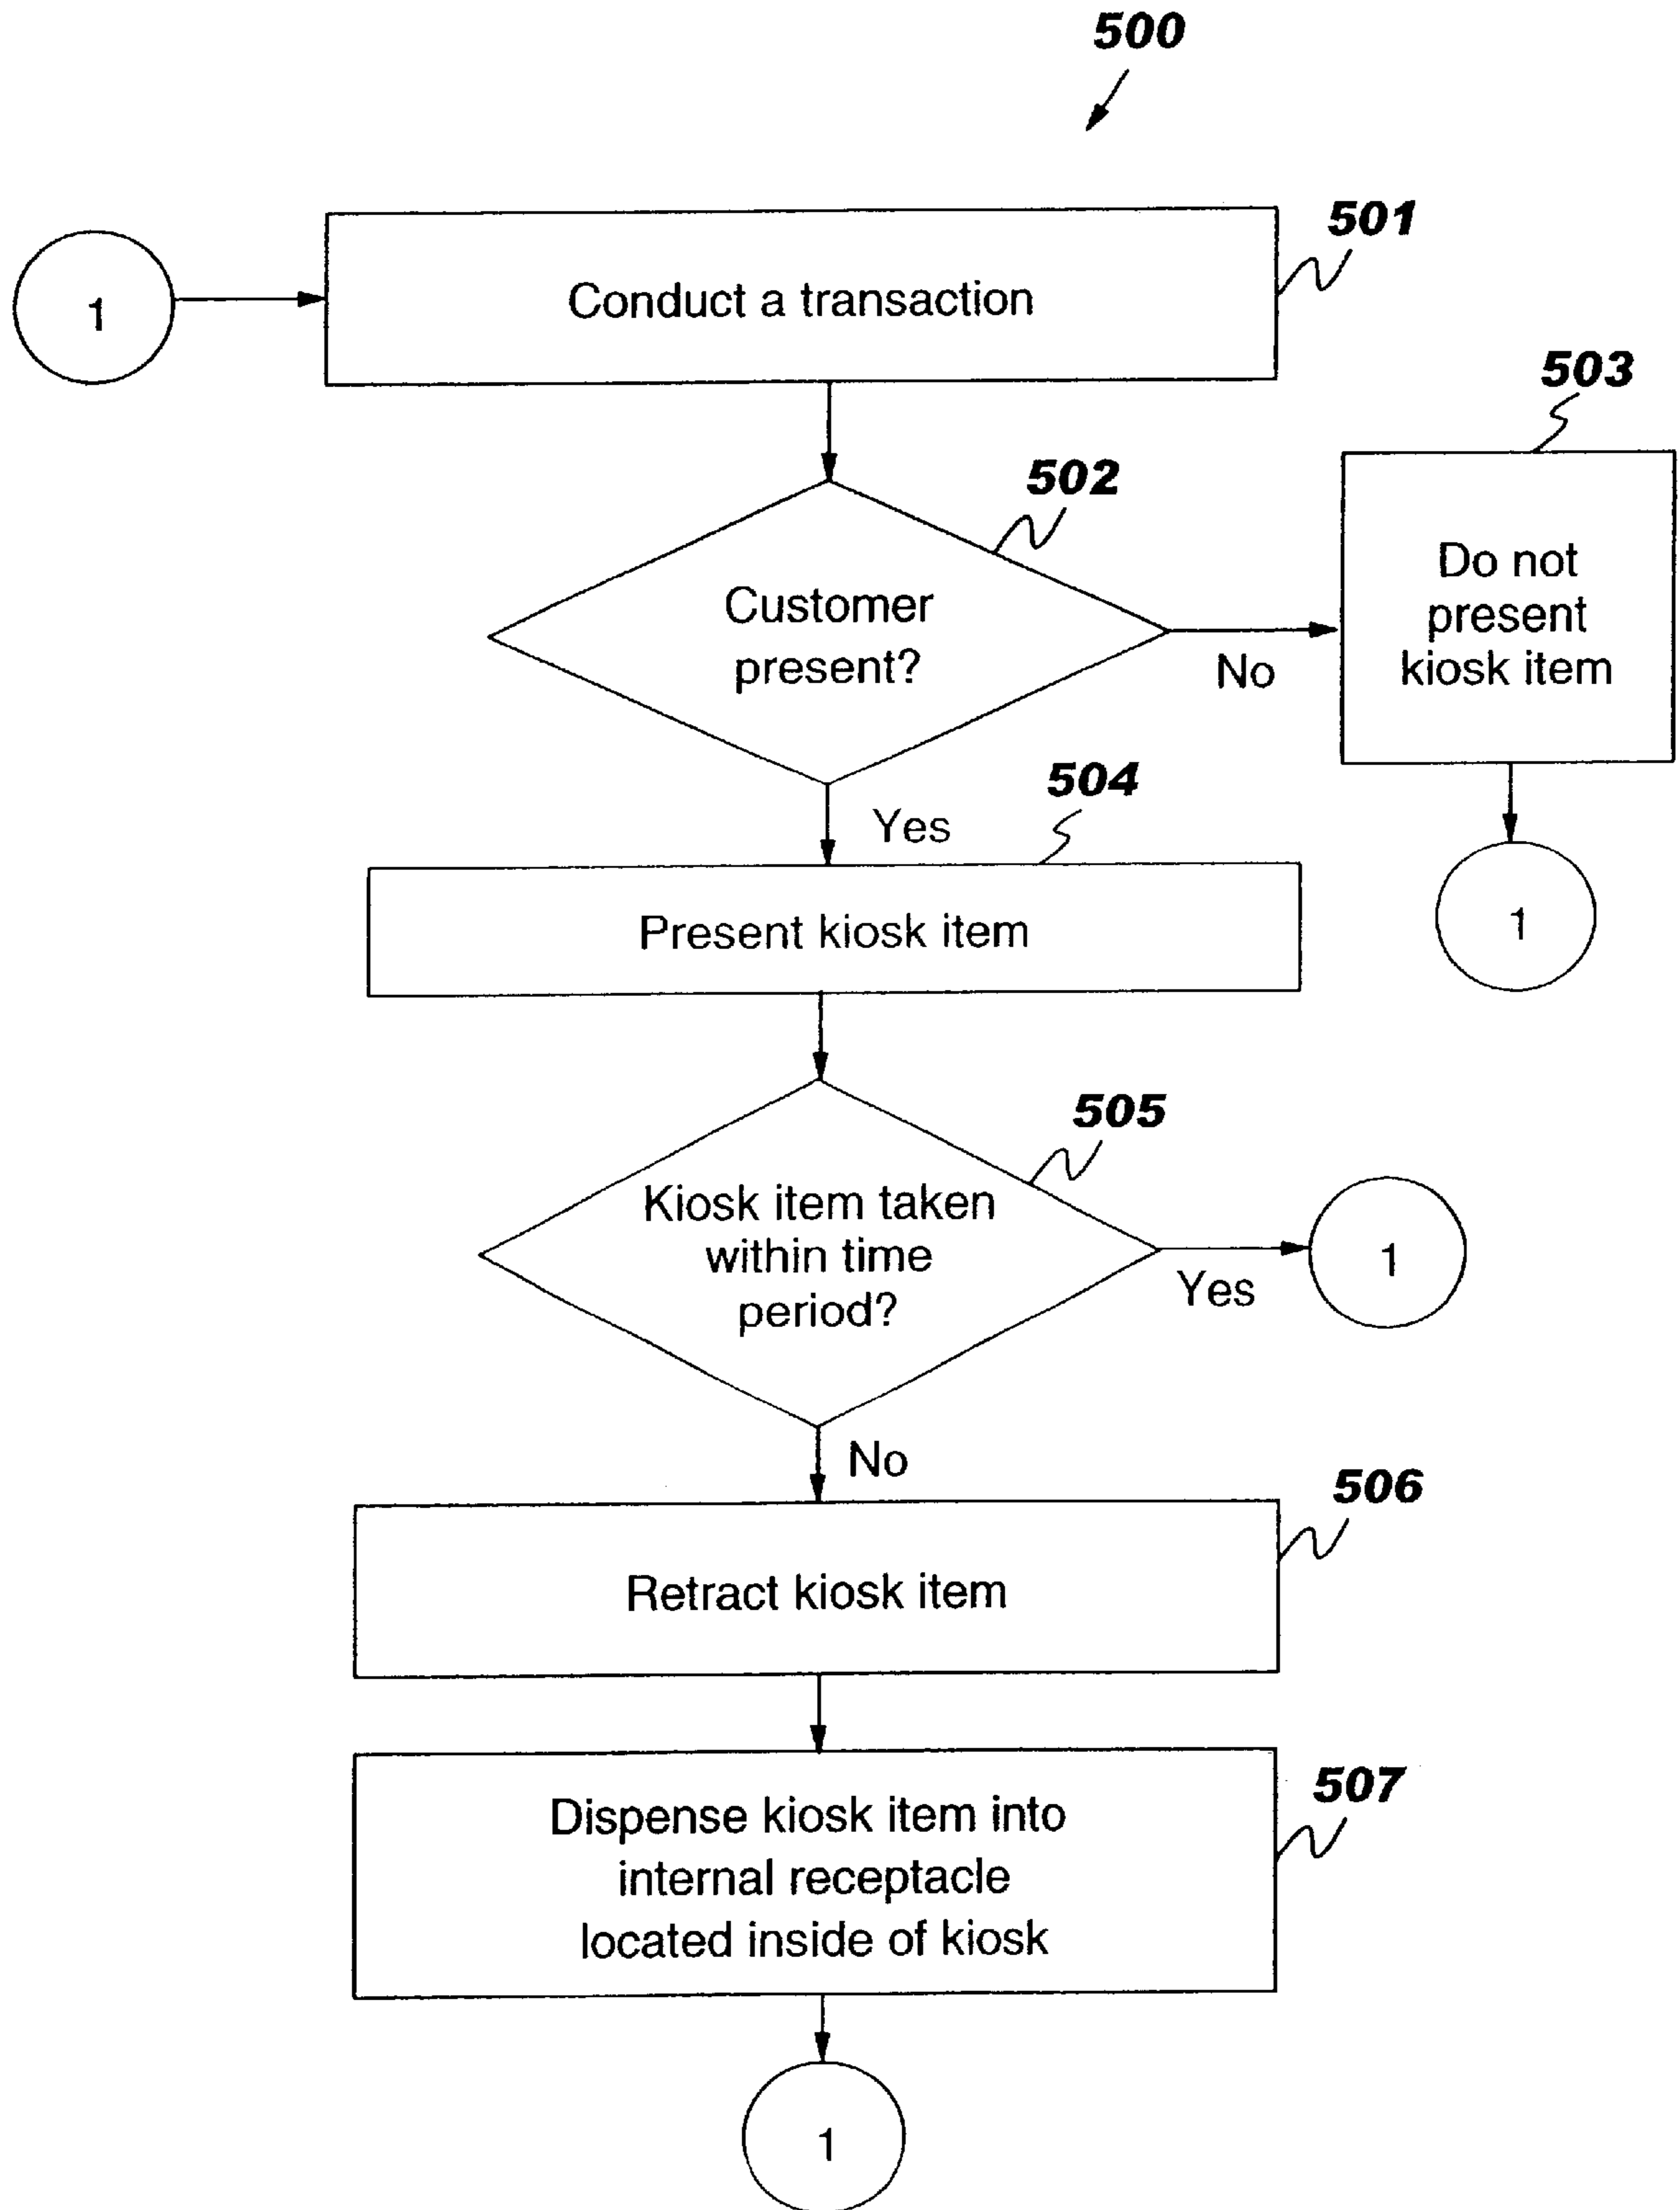 500
501
1
Conduct a transaction
503
502
Customer
present?
No
Do not
present
kiosk item
504
Yes
1
Present kiosk item
505
Kiosk item taken
within time
period?
Yes
1
No
506
Retract kiosk item
507
Dispense kiosk item into
internal receptacle
located inside of kiosk
1